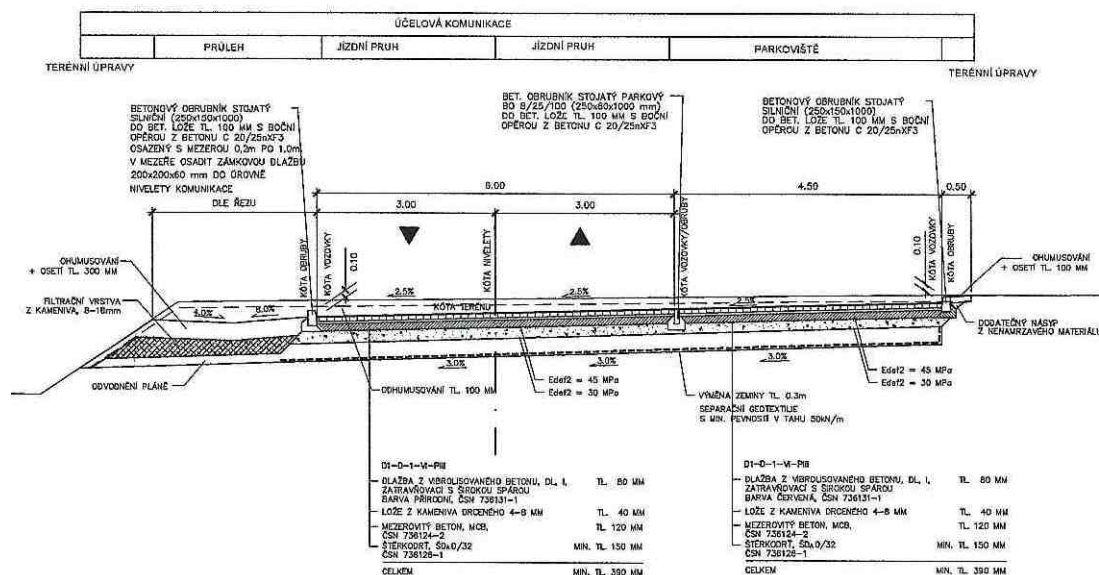 ÚČELOVÁ KOMUNIKACE
PRŮLEH
JÍZDNÍ PRUH
JÍZDNÍ PRUH
PARKOVIŠTĚ
TERÉNNÍ ÚPRAVY
TERÉNNÍ ÚPRAVY
BETONOVÝ OBRUBNÍK STOJATÝ
SILNIČNÍ (250x150x1000)
DO BET. LOŽE TL. 100 MM S BOČNÍ
OPĚROU Z BETONU C 20/25nXF3
OSAZENÝ S MEZEROU 0,2m PO 1,0m
V MEZEŘE OSADIT ZÁMKOVOU DLAŽBU
200x200x60 mm DO ÚROVNĚ
NIVELETY KOMUNIKACE
BET. OBRUBNÍK STOJATÝ PARKOVÝ
BO 8/25/100 (250x80x1000 mm)
DO BET. LOŽE TL. 100 MM S BOČNÍ
OPĚROU Z BETONU C 20/25nXF3
BETONOVÝ OBRUBNÍK STOJATÝ
SILNIČNÍ (250x150x1000)
DO BET. LOŽE TL. 100 MM S BOČNÍ
OPĚROU Z BETONU C 20/25nXF3
6.00
4.50
0.50
DLE ŘEZU
3.00
3.00
KÓTA OBRUBY
KÓTA VOZOVKY
0.10
KÓTA NIVELETY
KÓTA VOZOVKY/OBRUBY
0.10
KÓTA VOZOVKY
KÓTA OBRUBY
OHUMUSOVÁNÍ
+ OSETÍ TL. 300 MM
OHUMUSOVÁNÍ
+ OSETÍ TL. 100 MM
FILTRAČNÍ VRSTVA
Z KAMENIVA, 8-16mm
4.0%
8.0%
2.5%
KÓTA TERÉNU
2.5%
2.5%
DODATEČNÝ NÁSYP
Z NENAMRZAVÉHO MATERIÁLU
ODVODNĚNÍ PLÁNĚ
3.0%
3.0%
3.0%
ODHUMUSOVÁNÍ TL. 100 MM
Edef2 = 45 MPa
Edef2 = 30 MPa
VÝMĚNA ZEMINY TL. 0.3m
SEPARAČNÍ GEOTEXTILIE
S MIN. PEVNOSTÍ V TAHU 50kN/m
Edef2 = 45 MPa
Edef2 = 30 MPa
D1-D-1-VI-PIII
DLAŽBA Z VIBROLISOVANÉHO BETONU, DL, I, TL. 80 MM
ZATRAVŇOVACÍ S ŠIROKOU SPÁROU
BARVA PŘÍRODNÍ, ČSN 736131-1
LOŽE Z KAMENIVA DRCENÉHO 4-8 MM TL. 40 MM
MEZEROVITÝ BETON, MCB, TL. 120 MM
ČSN 736124-2
ŠTĚRKODRŤ, ŠDA0/32 MIN. TL. 150 MM
ČSN 736126-1
CELKEM MIN. TL. 390 MM
D1-D-1-VI-PIII
DLAŽBA Z VIBROLISOVANÉHO BETONU, DL, I, TL. 80 MM
ZATRAVŇOVACÍ S ŠIROKOU SPÁROU
BARVA ČERVENÁ, ČSN 736131-1
LOŽE Z KAMENIVA DRCENÉHO 4-8 MM TL. 40 MM
MEZEROVITÝ BETON, MCB, TL. 120 MM
ČSN 736124-2
ŠTĚRKODRŤ, ŠDA0/32 MIN. TL. 150 MM
ČSN 736126-1
CELKEM MIN. TL. 390 MM